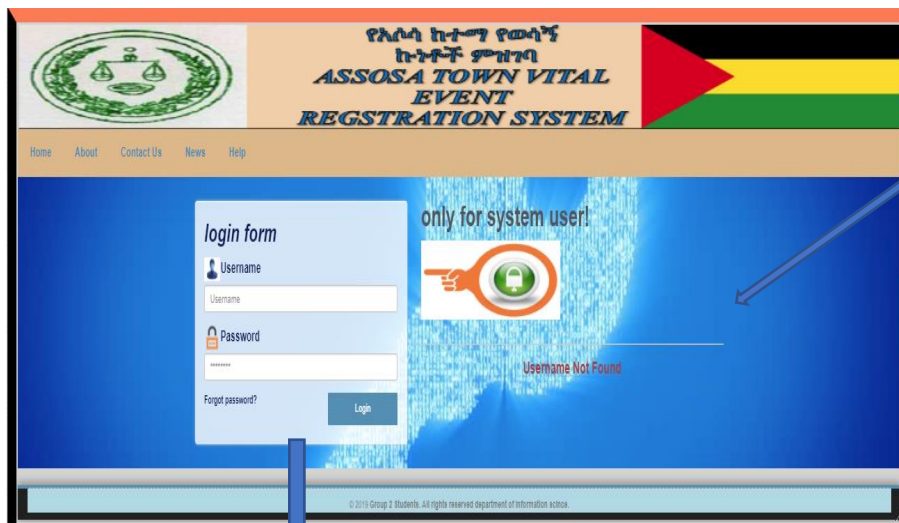 የአሶሳ ከተማ የወሳኝ
ኩነቶች ምዝገባ
ASSOSA TOWN VITAL
EVENT
REGSTRATION SYSTEM
Home About Contact Us News Help
login form
Username
Username
Password
********
Forgot password?
Login
only for system user!
Username Not Found
© 2019 Group 2 Students. All rights reserved department of information scince.